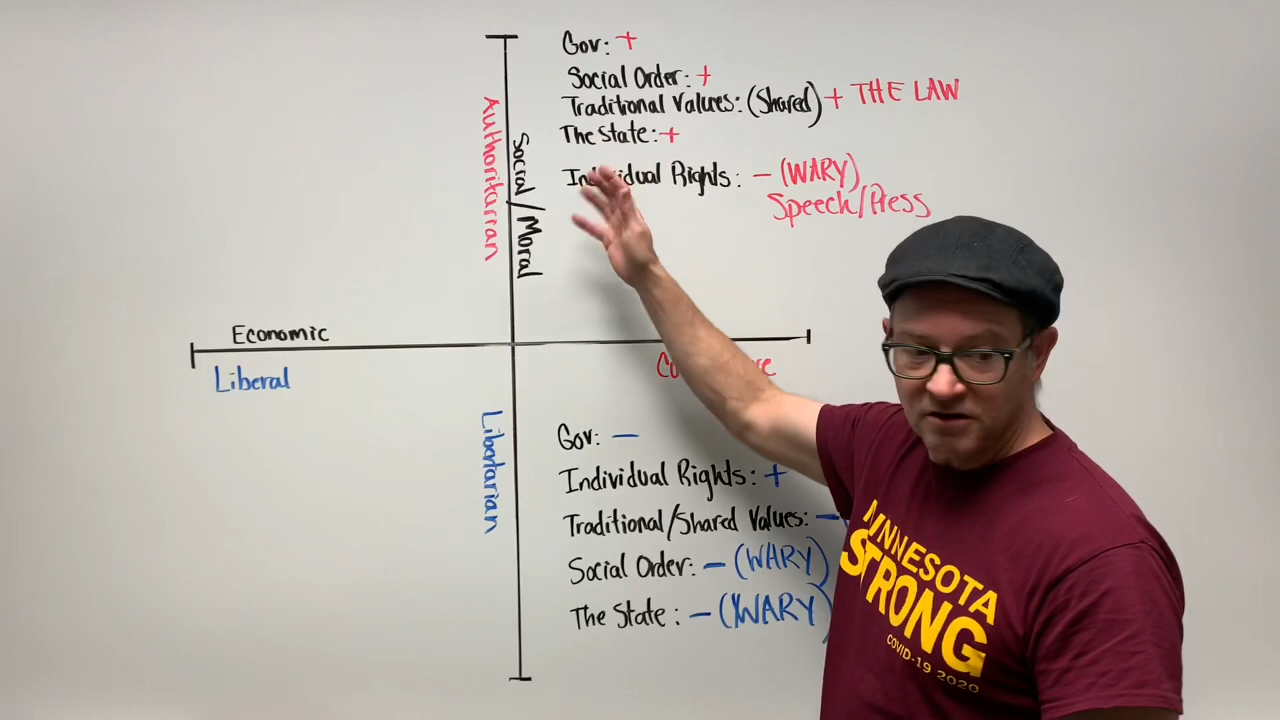 Gov: +
Social Order: +
Traditional Values: (Shared) + THE LAW
The State: +
Individual Rights: - (WARY)
Speech/Press
Authoritarian
Social/Moral
Economic
Liberal
Libertarian
Gov: -
Individual Rights: +
Traditional/Shared Values: -
Social Order: - (WARY)
The State: - (WARY)
MINNESOTA
STRONG
COVID-19 2020